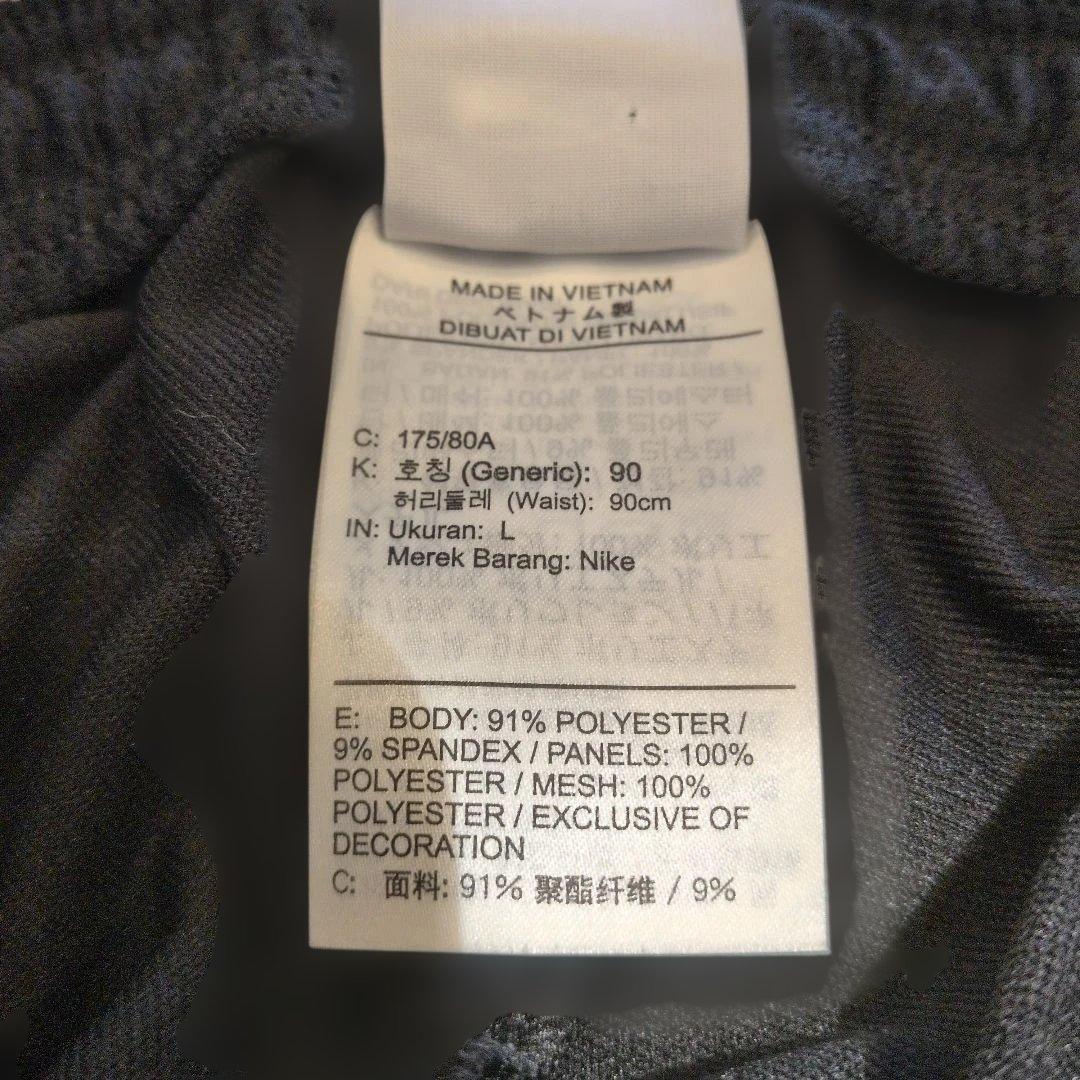 MADE IN VIETNAM
ベトナム製
DIBUAT DI VIETNAM
C: 175/80A
K: 호칭 (Generic): 90
허리둘레 (Waist): 90cm
IN: Ukuran: L
Merek Barang: Nike
E: BODY: 91% POLYESTER /
9% SPANDEX / PANELS: 100%
POLYESTER / MESH: 100%
POLYESTER / EXCLUSIVE OF
DECORATION
C: 面料: 91% 聚酯纤维 / 9%